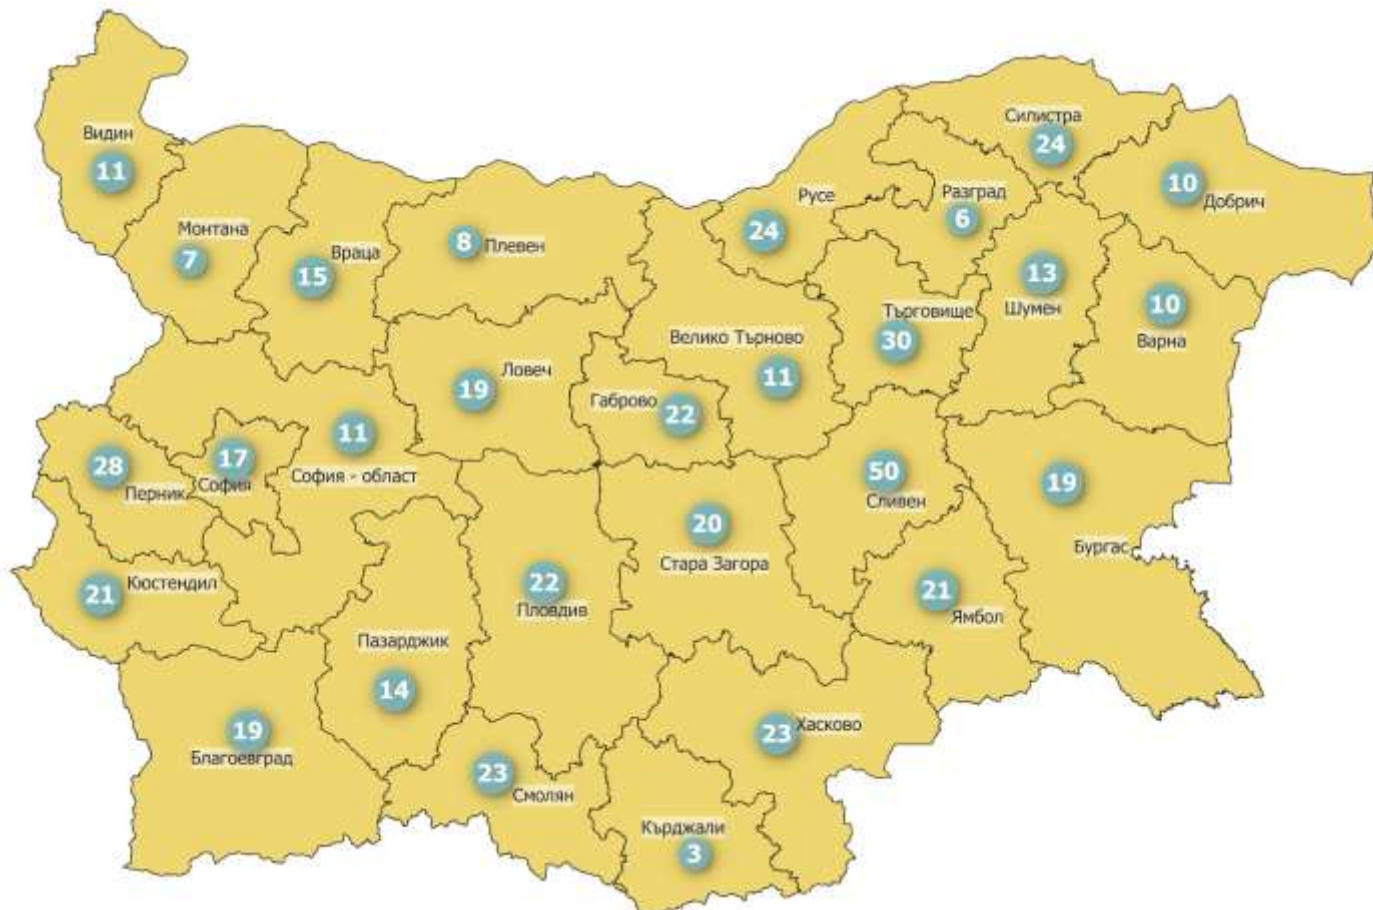 Видин
11
Монтана
7
Враца
15
8 Плевен
Русе
24
Силистра
24
Разград
6
10
Добрич
13
Шумен
10
Варна
Търговище
30
Велико Търново
11
Ловеч
19
Габрово
22
11
София - област
17
София
28
Перник
21
Кюстендил
50
Сливен
19
Бургас
20
Стара Загора
22
Пловдив
21
Ямбол
Пазарджик
14
19
Благоевград
23
Смолян
23
Хасково
Кърджали
3